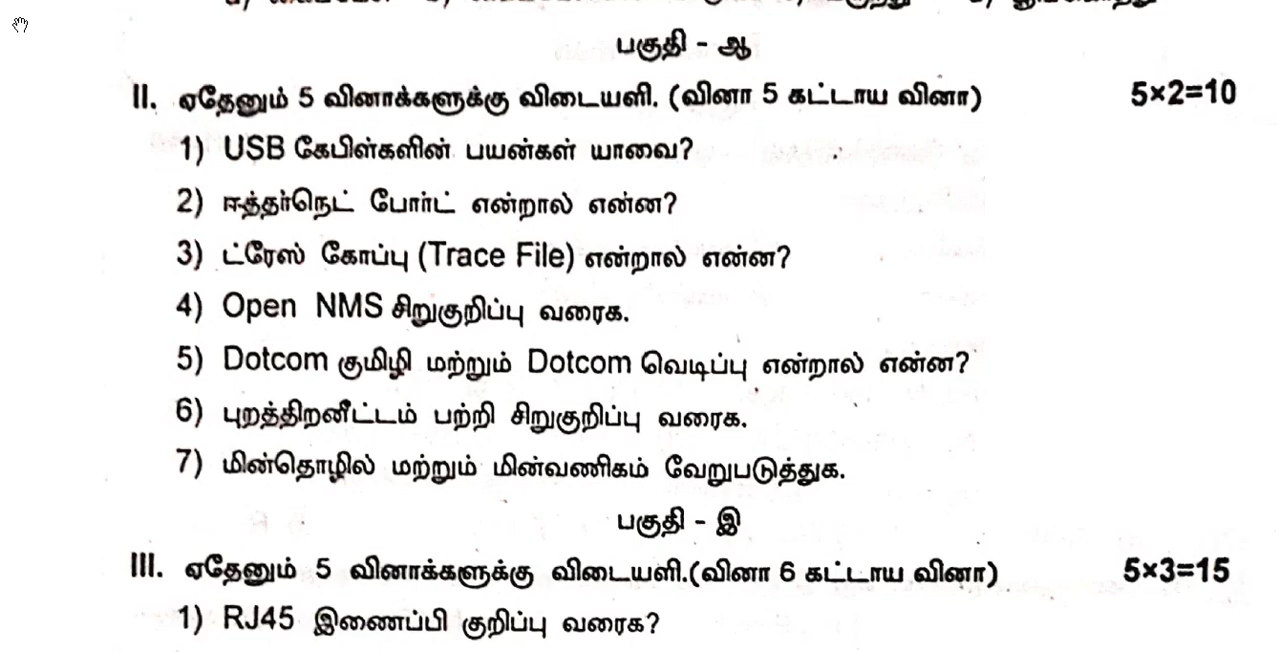 பகுதி - ஆ
II. ஏதேனும் 5 வினாக்களுக்கு விடையளி. (வினா 5 கட்டாய வினா) 5×2=10
1) USB கேபிள்களின் பயன்கள் யாவை?
2) ஈத்தர்நெட் போர்ட் என்றால் என்ன?
3) ட்ரேஸ் கோப்பு (Trace File) என்றால் என்ன?
4) Open NMS சிறுகுறிப்பு வரைக.
5) Dotcom குமிழி மற்றும் Dotcom வெடிப்பு என்றால் என்ன?
6) புறத்திறனீட்டம் பற்றி சிறுகுறிப்பு வரைக.
7) மின்தொழில் மற்றும் மின்வணிகம் வேறுபடுத்துக.
பகுதி - இ
III. ஏதேனும் 5 வினாக்களுக்கு விடையளி.(வினா 6 கட்டாய வினா) 5×3=15
1) RJ45 இணைப்பி குறிப்பு வரைக?